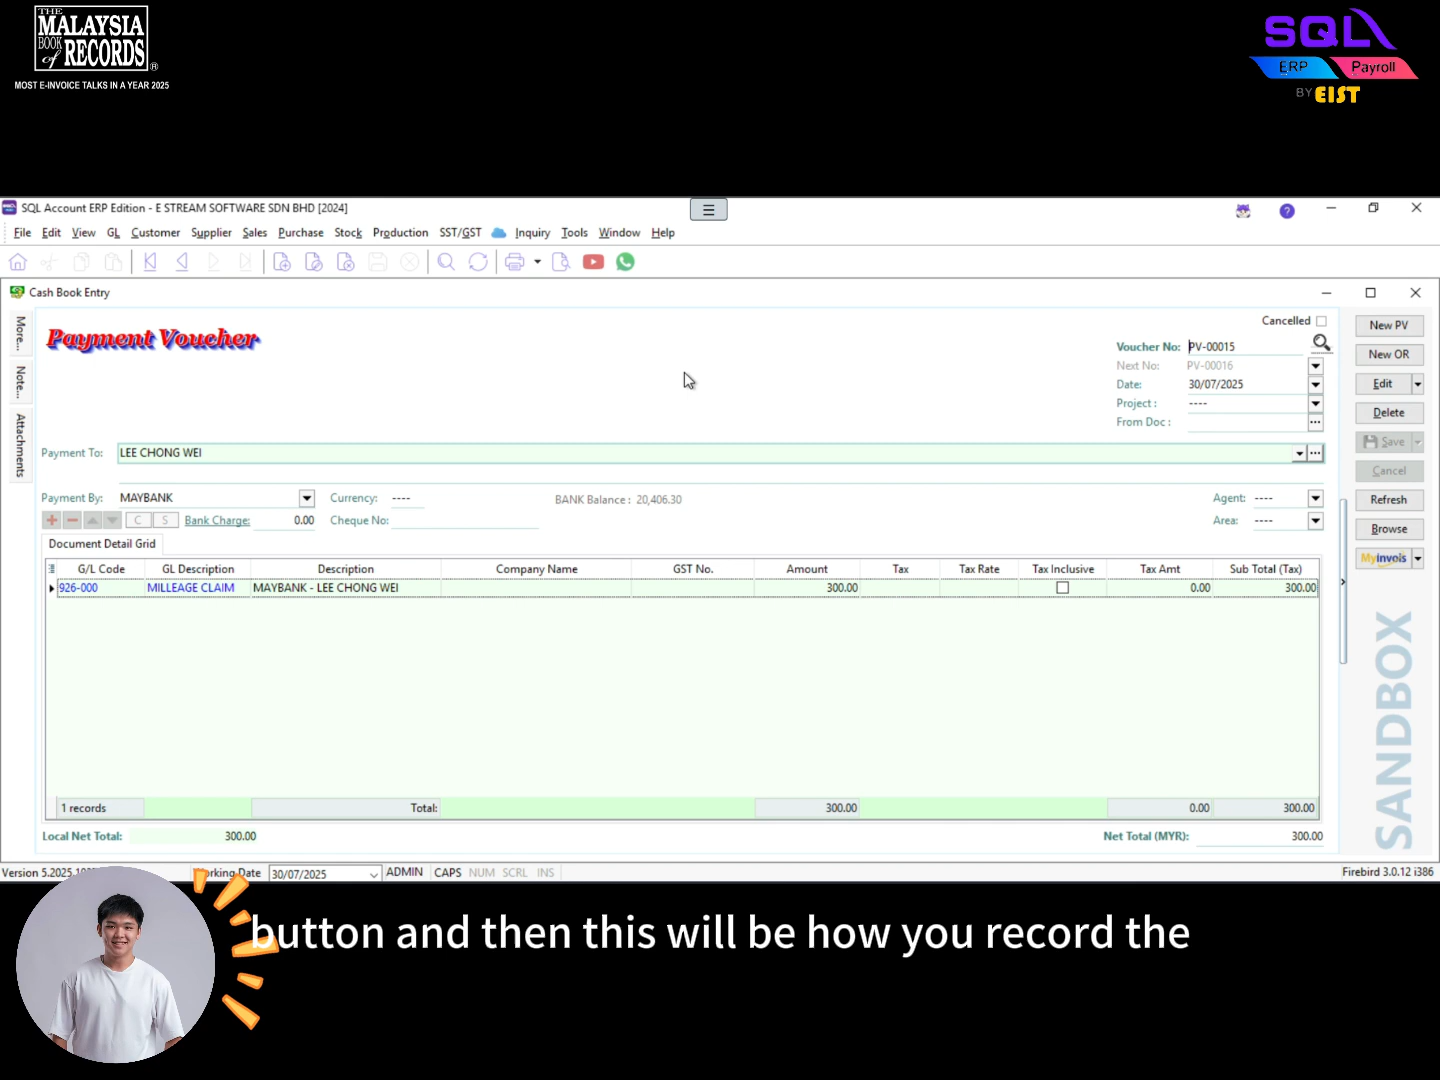 THE
MALAYSIA
BOOK
of RECORDS®
MOST E-INVOICE TALKS IN A YEAR 2025
SQL
ERP Payroll
BY EIST
SQL Account ERP Edition - E STREAM SOFTWARE SDN BHD [2024]
File Edit View GL Customer Supplier Sales Purchase Stock Production SST/GST Inquiry Tools Window Help
Cash Book Entry
More...
Note...
Attachments
Payment Voucher
Cancelled
Voucher No: PV-00015
Next No: PV-00016
Date: 30/07/2025
Project : ----
From Doc :
Payment To: LEE CHONG WEI
Payment By: MAYBANK Currency: ---- BANK Balance : 20,406.30 Agent: ----
C S Bank Charge: 0.00 Cheque No: Area: ----
Document Detail Grid
G/L Code GL Description Description Company Name GST No. Amount Tax Tax Rate Tax Inclusive Tax Amt Sub Total (Tax)
926-000 MILLEAGE CLAIM MAYBANK - LEE CHONG WEI 300.00 0.00 300.00
1 records Total: 300.00 0.00 300.00
Local Net Total: 300.00 Net Total (MYR): 300.00
New PV
New OR
Edit
Delete
Save
Cancel
Refresh
Browse
MyInvois
SANDBOX
Version 5.2025 Working Date 30/07/2025 ADMIN CAPS NUM SCRL INS Firebird 3.0.12 i386
button and then this will be how you record the